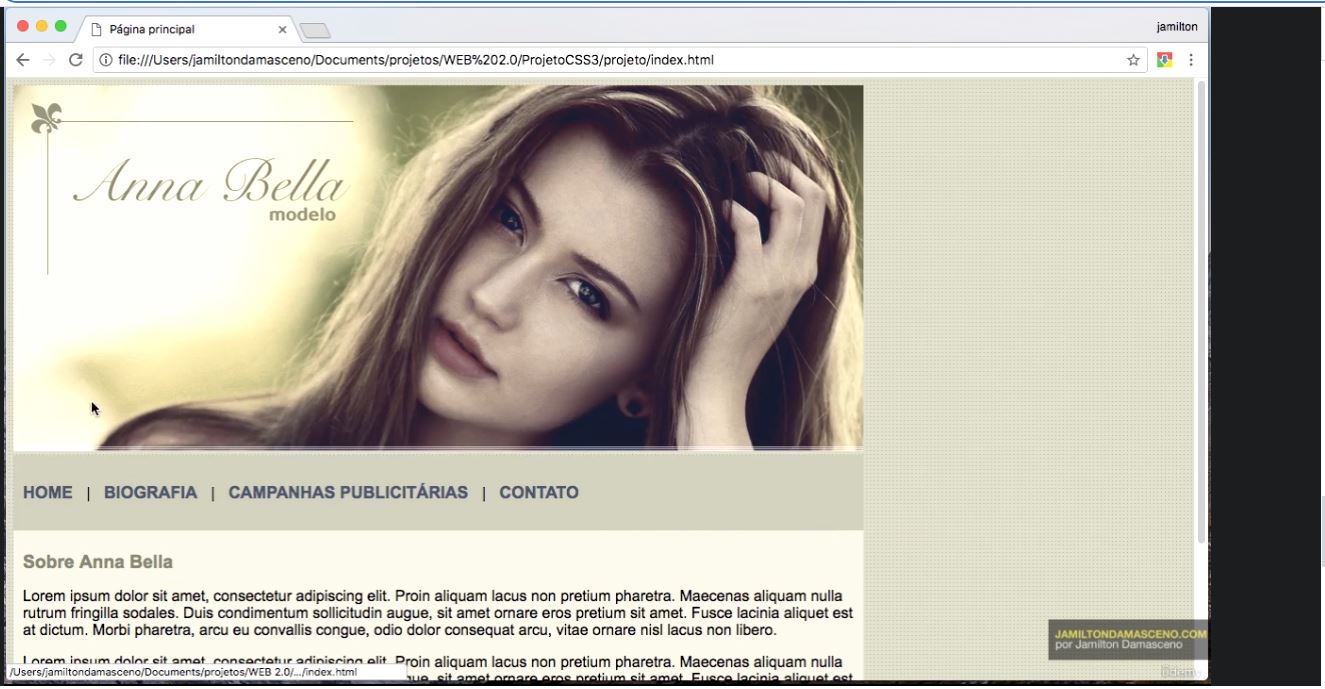 Página principal
jamilton
file:///Users/jamiltondamasceno/Documents/projetos/WEB%202.0/ProjetoCSS3/projeto/index.html
Anna Bella
modelo
HOME | BIOGRAFIA | CAMPANHAS PUBLICITÁRIAS | CONTATO
Sobre Anna Bella
Lorem ipsum dolor sit amet, consectetur adipiscing elit. Proin aliquam lacus non pretium pharetra. Maecenas aliquam nulla
rutrum fringilla sodales. Duis condimentum sollicitudin augue, sit amet ornare eros pretium sit amet. Fusce lacinia aliquet est
at dictum. Morbi pharetra, arcu eu convallis congue, odio dolor consequat arcu, vitae ornare nisl lacus non libero.
Lorem ipsum dolor sit amet, consectetur adipiscing elit. Proin aliquam lacus non pretium pharetra. Maecenas aliquam nulla
sit amet ornare eros pretium sit amet. Fusce lacinia aliquet est
/Users/jamiltondamasceno/Documents/projetos/WEB 2.0/.../index.html
JAMILTONDAMASCENO.COM
por Jamilton Damasceno
Udemy